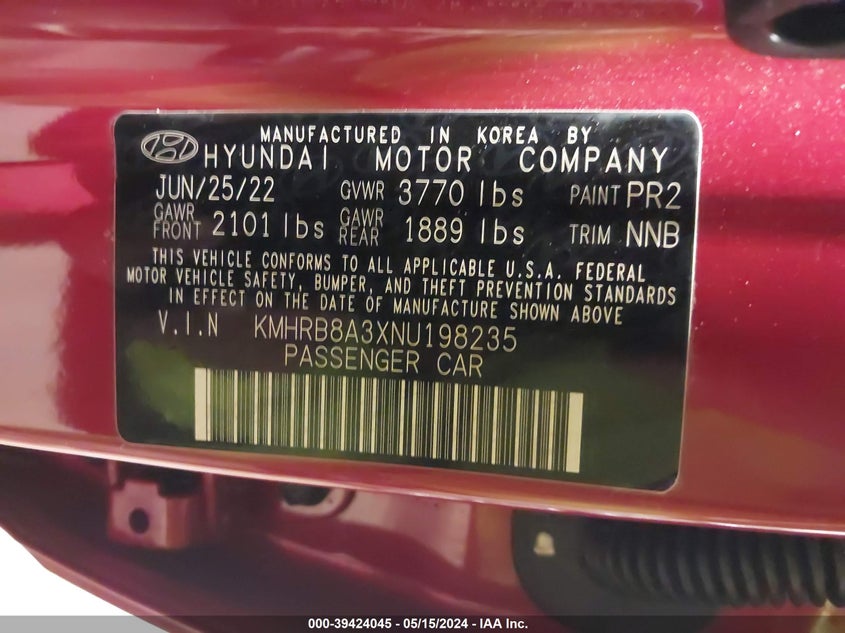 MANUFACTURED IN KOREA BY
HYUNDAI MOTOR COMPANY
JUN/25/22 GVWR 3770 lbs PAINT PR2
GAWR FRONT 2101 lbs GAWR REAR 1889 lbs TRIM NNB
THIS VEHICLE CONFORMS TO ALL APPLICABLE U.S.A. FEDERAL
MOTOR VEHICLE SAFETY, BUMPER, AND THEFT PREVENTION STANDARDS
IN EFFECT ON THE DATE OF MANUFACTURE SHOWN ABOVE
V.I.N KMHRB8A3XNU198235
PASSENGER CAR
000-39424045 - 05/15/2024 - IAA Inc.